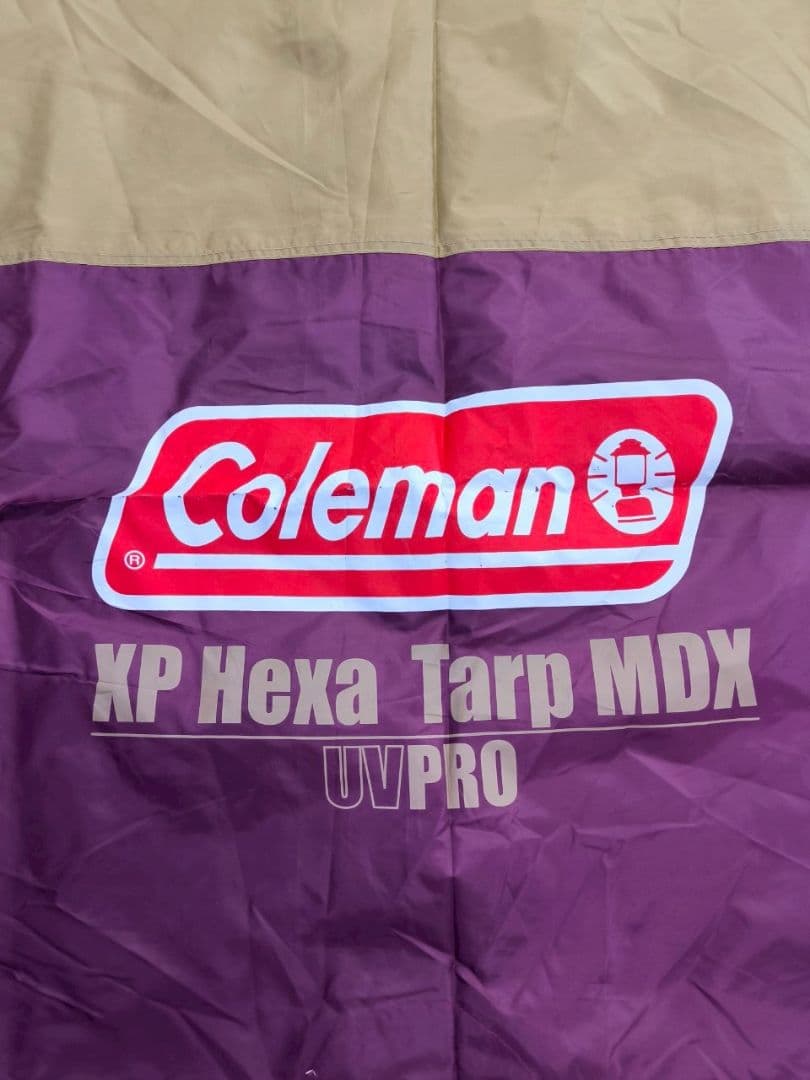 Coleman
®
XP Hexa Tarp MDX
UVPRO